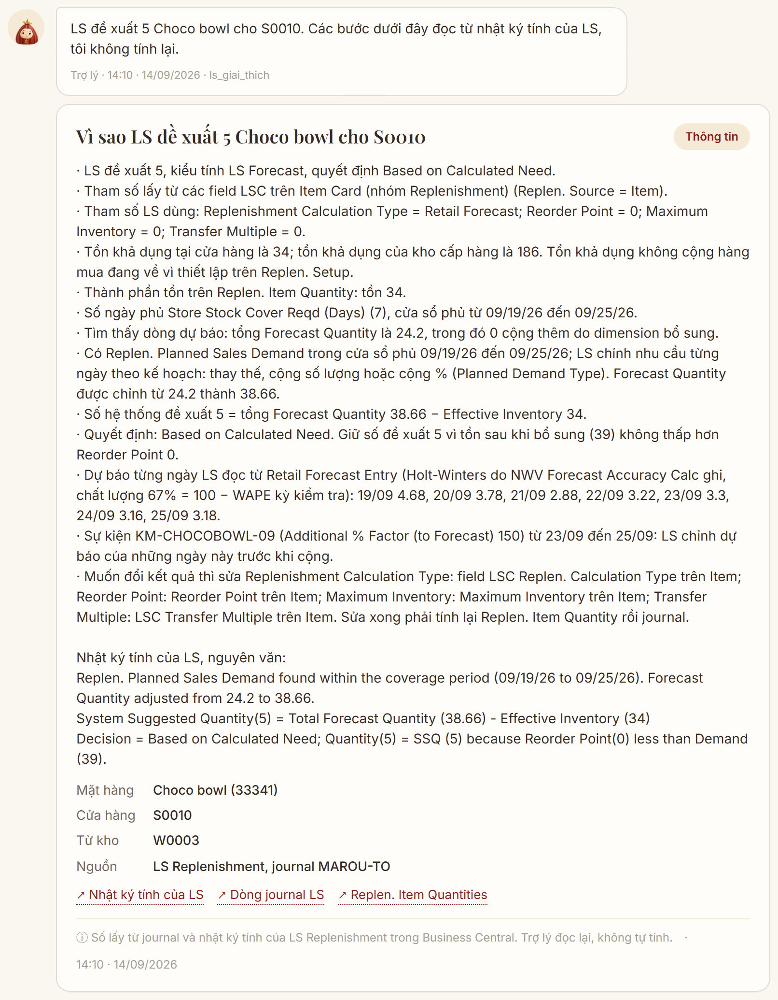 LS đề xuất 5 Choco bowl cho S0010. Các bước dưới đây đọc từ nhật ký tính của LS,
tôi không tính lại.
Trợ lý · 14:10 · 14/09/2026 · ls_giai_thich
Vì sao LS đề xuất 5 Choco bowl cho S0010
Thông tin
· LS đề xuất 5, kiểu tính LS Forecast, quyết định Based on Calculated Need.
· Tham số lấy từ các field LSC trên Item Card (nhóm Replenishment) (Replen. Source = Item).
· Tham số LS dùng: Replenishment Calculation Type = Retail Forecast; Reorder Point = 0; Maximum
Inventory = 0; Transfer Multiple = 0.
· Tồn khả dụng tại cửa hàng là 34; tồn khả dụng của kho cấp hàng là 186. Tồn khả dụng không cộng hàng
mua đang về vì thiết lập trên Replen. Setup.
· Thành phần tồn trên Replen. Item Quantity: tồn 34.
· Số ngày phủ Store Stock Cover Reqd (Days) (7), cửa sổ phủ từ 09/19/26 đến 09/25/26.
· Tìm thấy dòng dự báo: tổng Forecast Quantity là 24.2, trong đó 0 cộng thêm do dimension bổ sung.
· Có Replen. Planned Sales Demand trong cửa sổ phủ 09/19/26 đến 09/25/26; LS chỉnh nhu cầu từng
ngày theo kế hoạch: thay thế, cộng số lượng hoặc cộng % (Planned Demand Type). Forecast Quantity
được chỉnh từ 24.2 thành 38.66.
· Số hệ thống đề xuất 5 = tổng Forecast Quantity 38.66 − Effective Inventory 34.
· Quyết định: Based on Calculated Need. Giữ số đề xuất 5 vì tồn sau khi bổ sung (39) không thấp hơn
Reorder Point 0.
· Dự báo từng ngày LS đọc từ Retail Forecast Entry (Holt-Winters do NWV Forecast Accuracy Calc ghi,
chất lượng 67% = 100 − WAPE kỳ kiểm tra): 19/09 4.68, 20/09 3.78, 21/09 2.88, 22/09 3.22, 23/09 3.3,
24/09 3.16, 25/09 3.18.
· Sự kiện KM-CHOCOBOWL-09 (Additional % Factor (to Forecast) 150) từ 23/09 đến 25/09: LS chỉnh dự
báo của những ngày này trước khi cộng.
· Muốn đổi kết quả thì sửa Replenishment Calculation Type: field LSC Replen. Calculation Type trên Item;
Reorder Point: Reorder Point trên Item; Maximum Inventory: Maximum Inventory trên Item; Transfer
Multiple: LSC Transfer Multiple trên Item. Sửa xong phải tính lại Replen. Item Quantity rồi journal.
Nhật ký tính của LS, nguyên văn:
Replen. Planned Sales Demand found within the coverage period (09/19/26 to 09/25/26). Forecast
Quantity adjusted from 24.2 to 38.66.
System Suggested Quantity(5) = Total Forecast Quantity (38.66) - Effective Inventory (34)
Decision = Based on Calculated Need; Quantity(5) = SSQ (5) because Reorder Point(0) less than Demand
(39).
Mặt hàng Choco bowl (33341)
Cửa hàng S0010
Từ kho W0003
Nguồn LS Replenishment, journal MAROU-TO
↗ Nhật ký tính của LS ↗ Dòng journal LS ↗ Replen. Item Quantities
ⓘ Số lấy từ journal và nhật ký tính của LS Replenishment trong Business Central. Trợ lý đọc lại, không tự tính. ·
14:10 · 14/09/2026